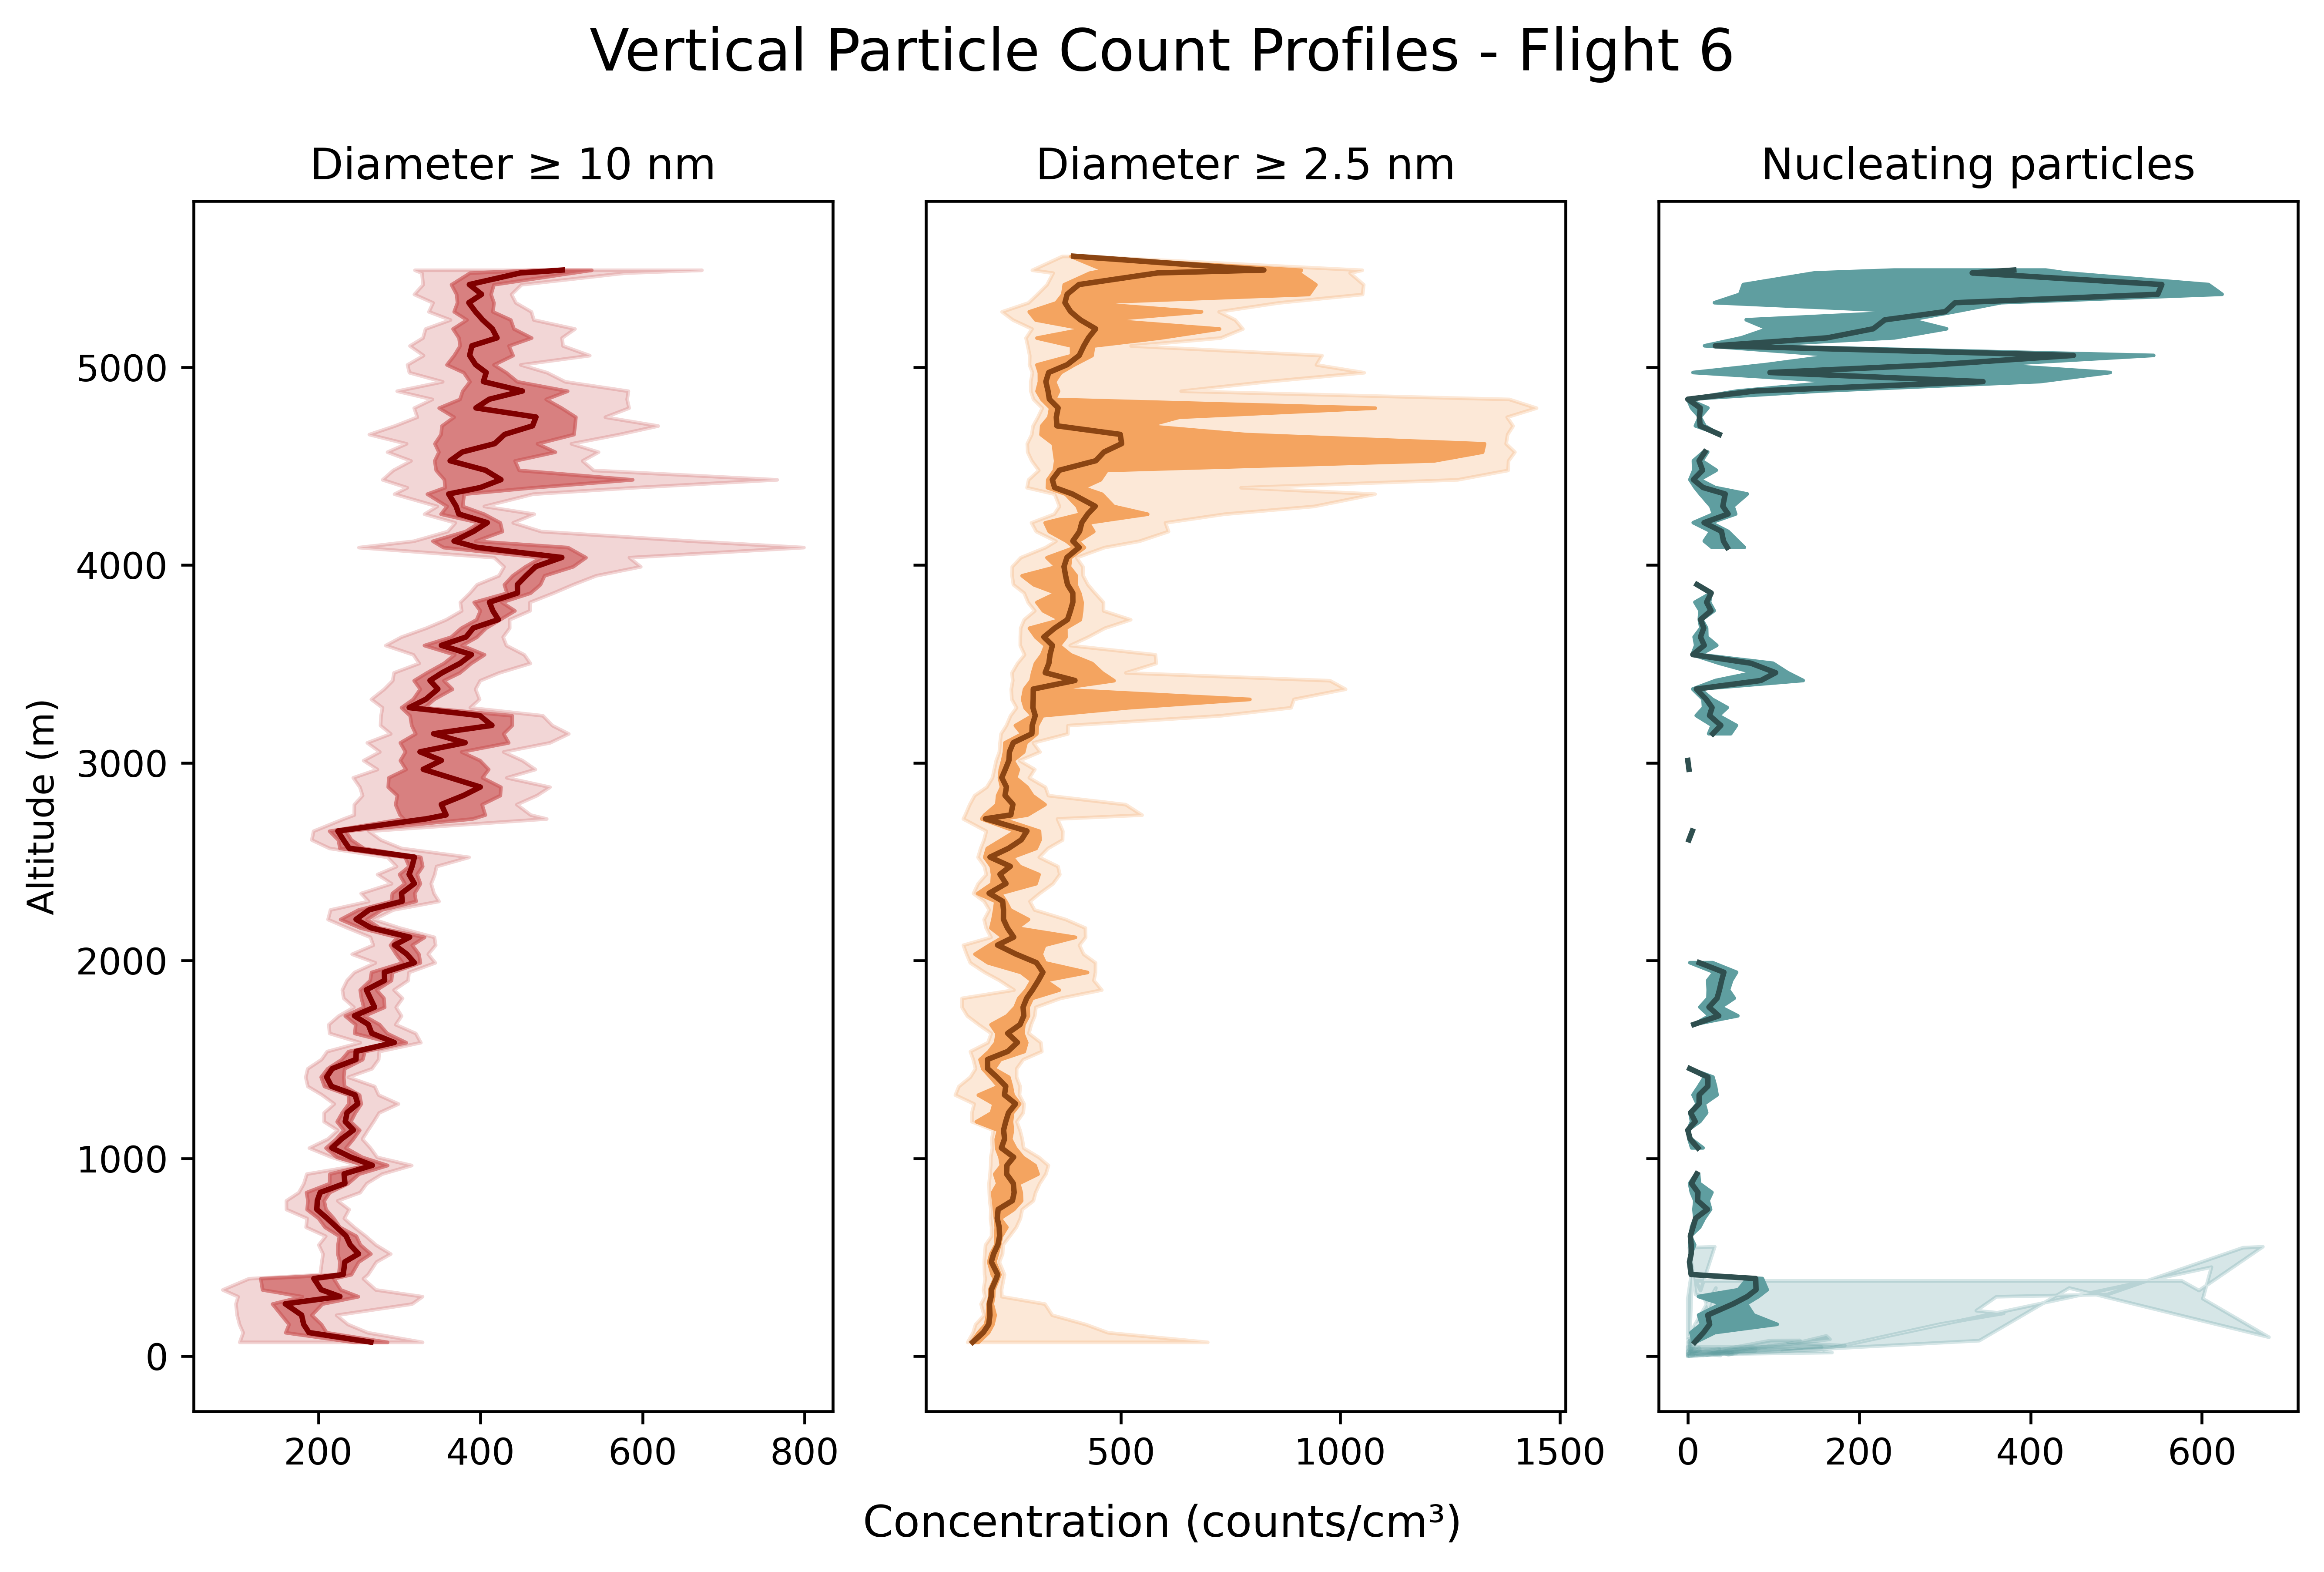 Vertical Particle Count Profiles - Flight 6
Diameter ≥ 10 nm
Diameter ≥ 2.5 nm
Nucleating particles
Altitude (m)
5000
4000
3000
2000
1000
0
200 400 600 800
500 1000 1500
0 200 400 600
Concentration (counts/cm³)